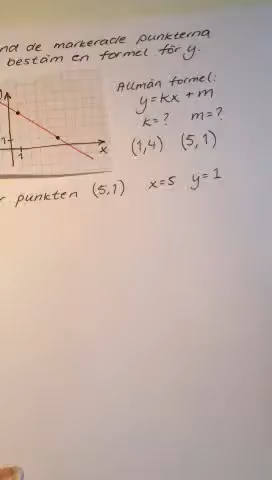 de markerade punkterna
bestäm en formel för y.
Allmän formel:
y = kx + m
k = ? m = ?
(1,4) (5,1)
1
1
x
punkten (5,1) x=5 y=1